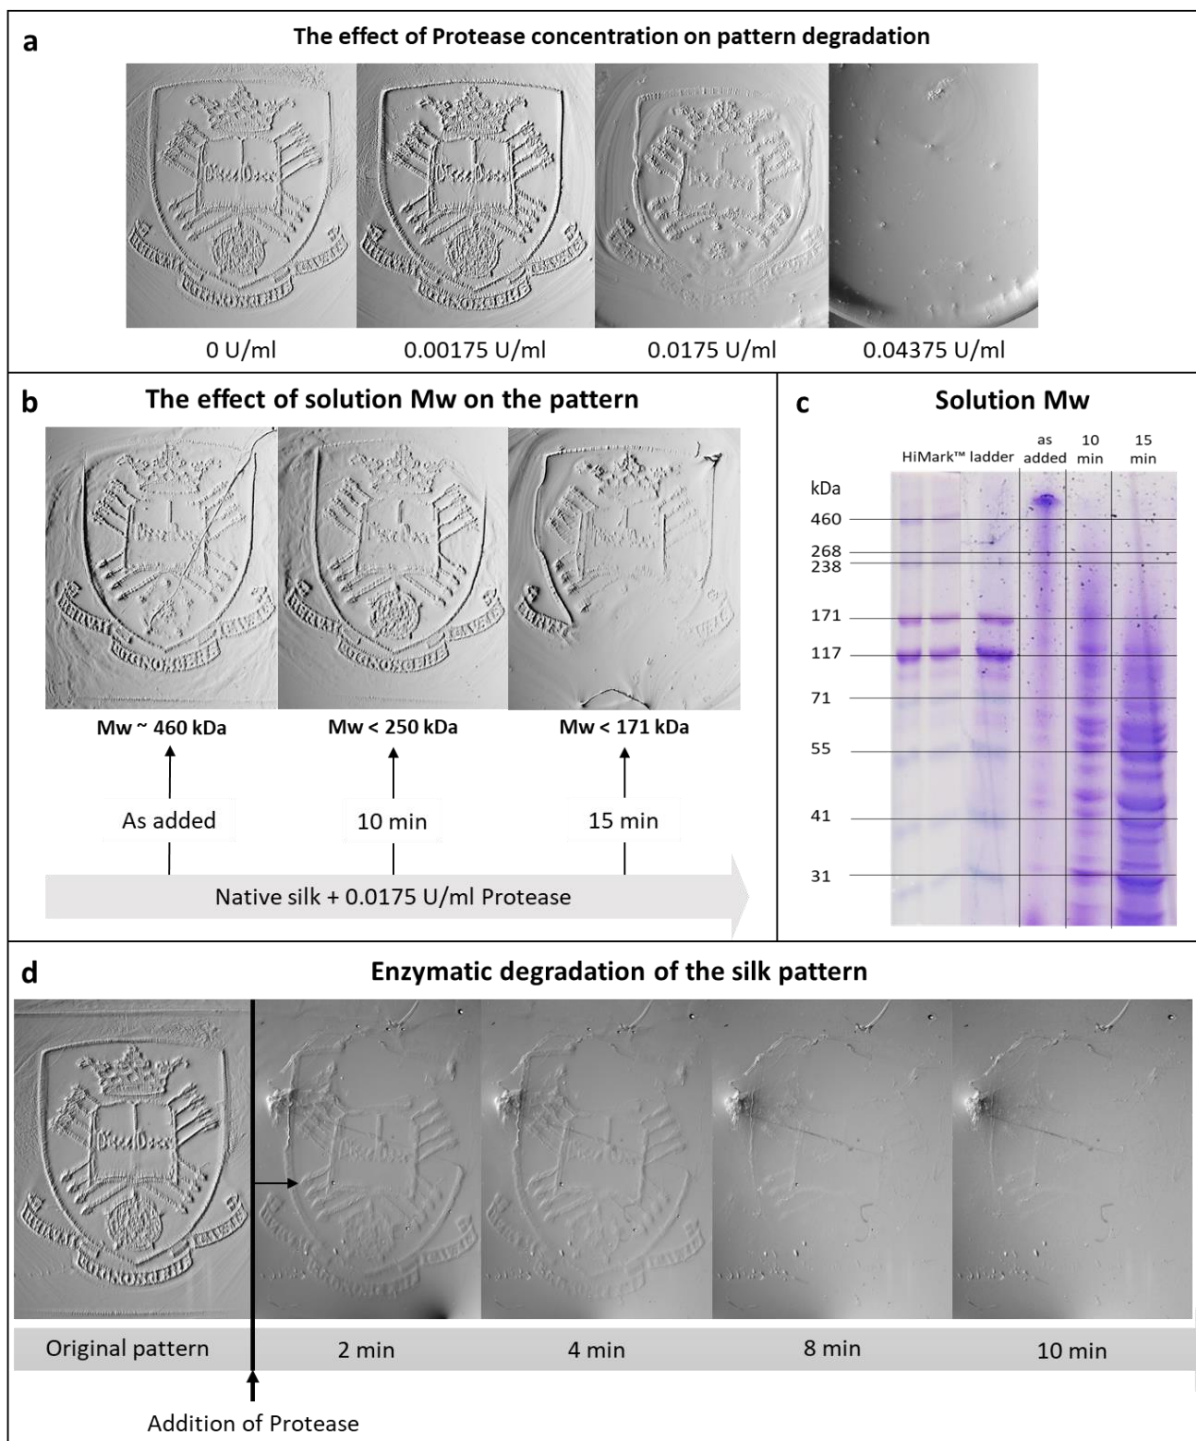 a
The effect of Protease concentration on pattern degradation
0 U/ml 0.00175 U/ml 0.0175 U/ml 0.04375 U/ml
b
The effect of solution Mw on the pattern
Mw ~ 460 kDa Mw < 250 kDa Mw < 171 kDa
As added 10 min 15 min
Native silk + 0.0175 U/ml Protease
c
Solution Mw
HiMark™ ladder
as added
10 min
15 min
kDa
460
268
238
171
117
71
55
41
31
d
Enzymatic degradation of the silk pattern
Original pattern 2 min 4 min 8 min 10 min
Addition of Protease